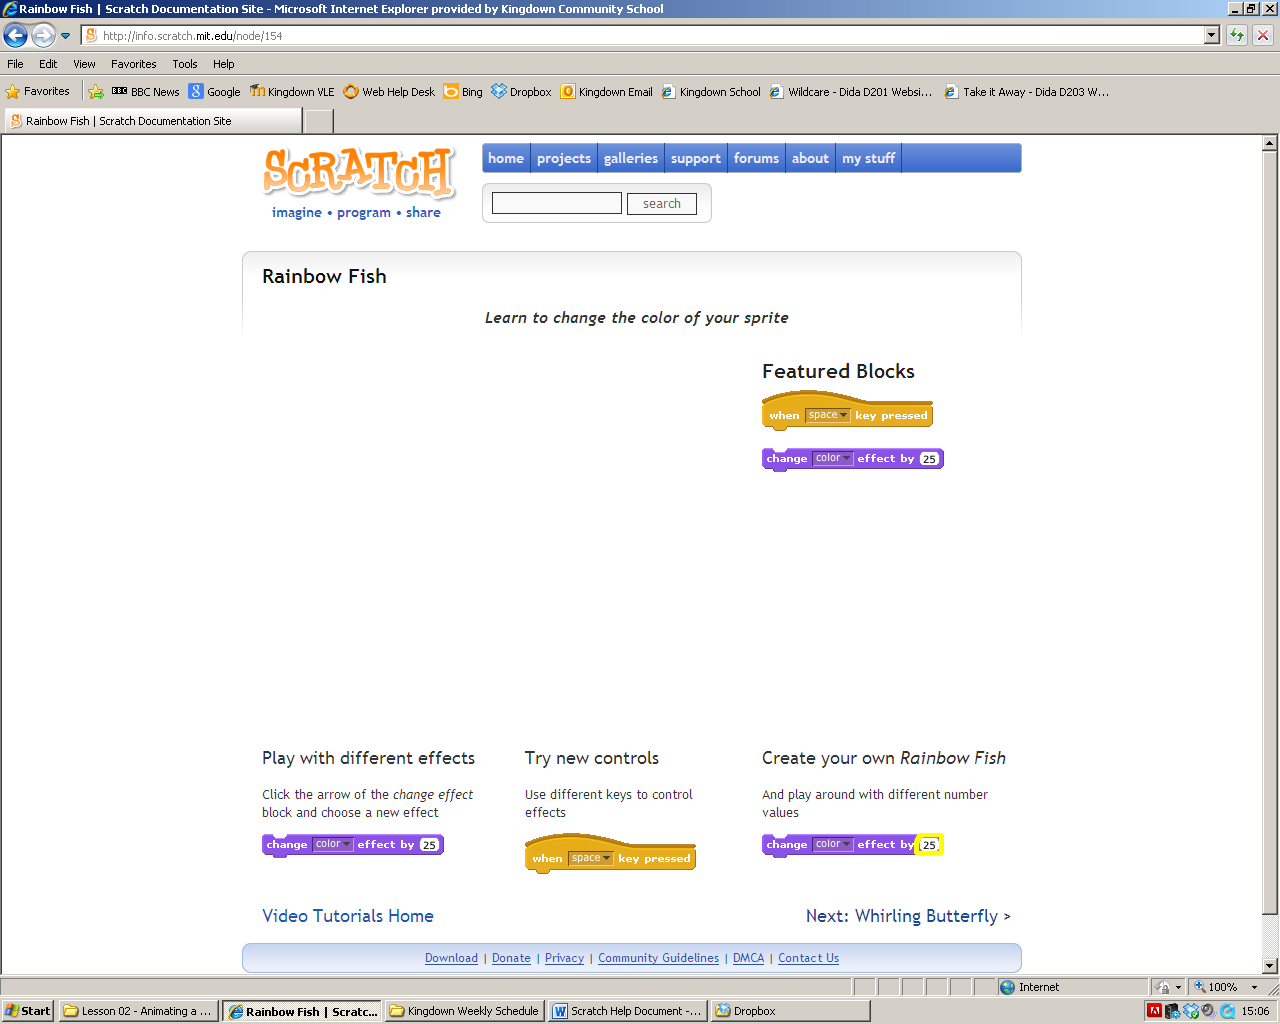 Rainbow Fish | Scratch Documentation Site - Microsoft Internet Explorer provided by Kingdown Community School
http://info.scratch.mit.edu/node/154
File Edit View Favorites Tools Help
Favorites BBC BBC News Google Kingdown VLE Web Help Desk Bing Dropbox Kingdown Email Kingdown School Wildcare - Dida D201 Websi... Take it Away - Dida D203 W...
Rainbow Fish | Scratch Documentation Site
SCRATCH
imagine • program • share
home projects galleries support forums about my stuff
search
Rainbow Fish
Learn to change the color of your sprite
Featured Blocks
when space key pressed
change color effect by 25
Play with different effects
Click the arrow of the change effect
block and choose a new effect
change color effect by 25
Try new controls
Use different keys to control
effects
when space key pressed
Create your own Rainbow Fish
And play around with different number
values
change color effect by 25
Video Tutorials Home
Next: Whirling Butterfly >
Download | Donate | Privacy | Community Guidelines | DMCA | Contact Us
Internet 100%
Start Lesson 02 - Animating a ... Rainbow Fish | Scratc... Kingdown Weekly Schedule Scratch Help Document -... Dropbox 15:06